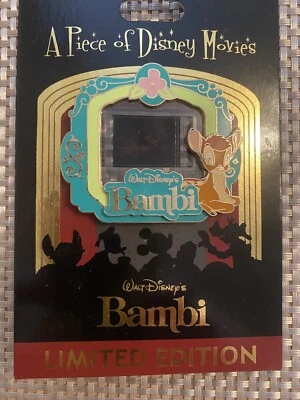 A Piece of Disney Movies
WALT DISNEY'S
Bambi
WALT DISNEY'S
Bambi
LIMITED EDITION